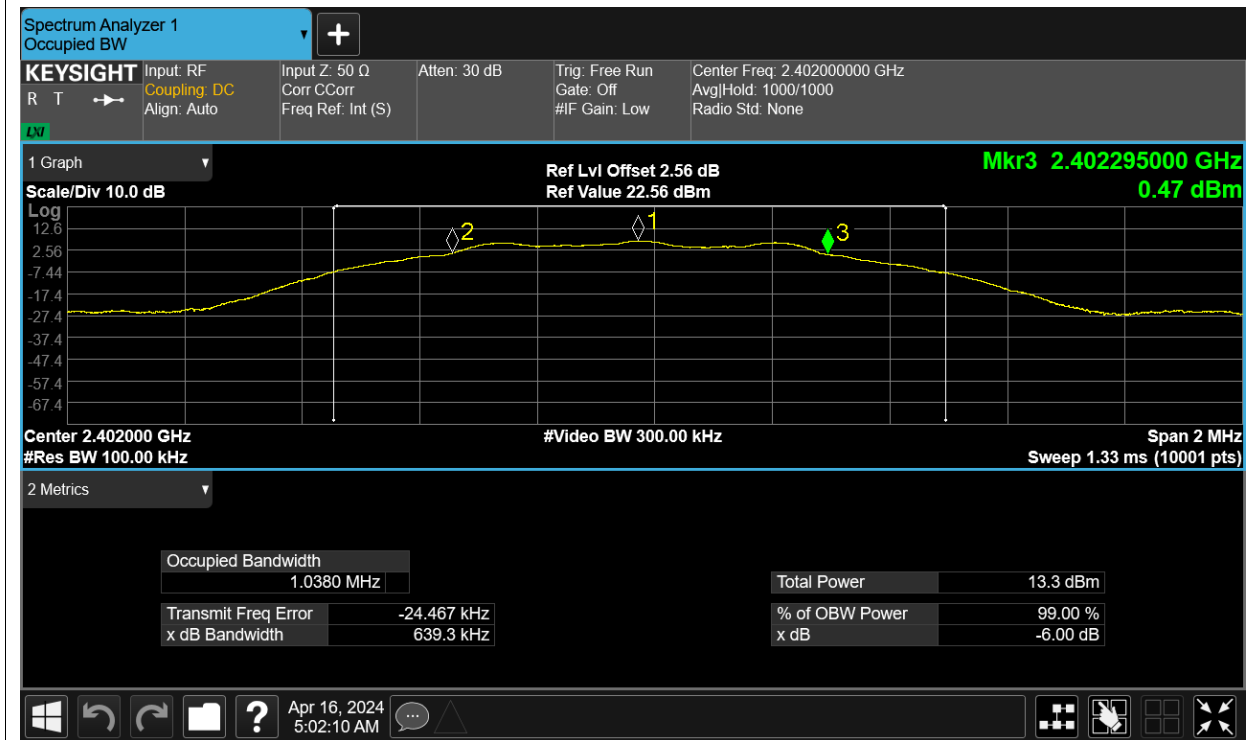 Spectrum Analyzer 1
Occupied BW
KEYSIGHT
R T
LXI
Input: RF
Coupling: DC
Align: Auto
Input Z: 50 Ω
Corr CCorr
Freq Ref: Int (S)
Atten: 30 dB
Trig: Free Run
Gate: Off
#IF Gain: Low
Center Freq: 2.402000000 GHz
Avg|Hold: 1000/1000
Radio Std: None
1 Graph
Scale/Div 10.0 dB
Ref Lvl Offset 2.56 dB
Ref Value 22.56 dBm
Mkr3 2.402295000 GHz
0.47 dBm
Log
12.6
2.56
-7.44
-17.4
-27.4
-37.4
-47.4
-57.4
-67.4
2
1
3
Center 2.402000 GHz
#Video BW 300.00 kHz
Span 2 MHz
#Res BW 100.00 kHz
Sweep 1.33 ms (10001 pts)
2 Metrics
Occupied Bandwidth
1.0380 MHz
Total Power 13.3 dBm
Transmit Freq Error -24.467 kHz
% of OBW Power 99.00 %
x dB Bandwidth 639.3 kHz
x dB -6.00 dB
?
Apr 16, 2024
5:02:10 AM